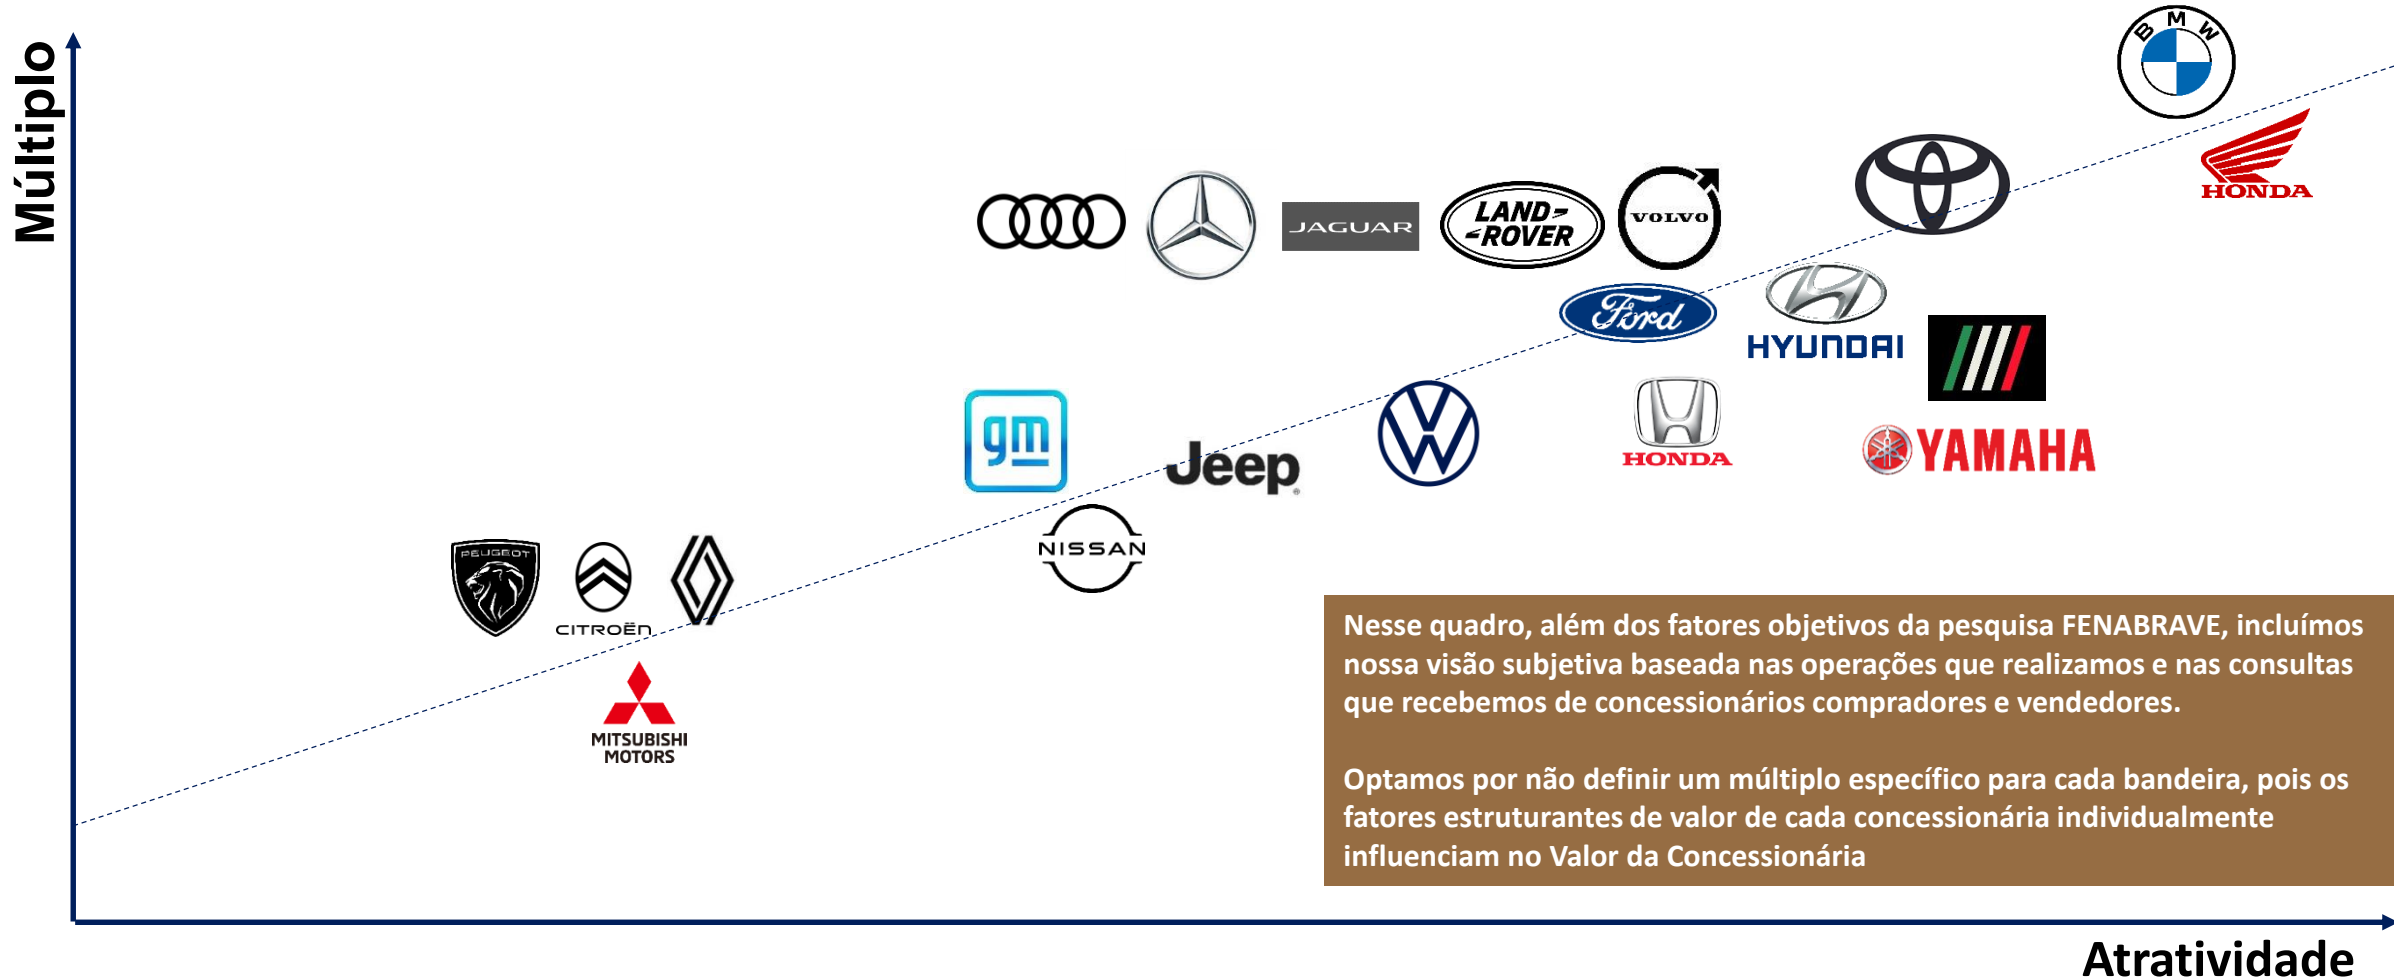 Múltiplo
BMW
HONDA
JAGUAR
LAND-
-ROVER
VOLVO
Ford
HYUNDAI
gm
Jeep
HONDA
YAMAHA
NISSAN
PEUGEOT
CITROËN
MITSUBISHI
MOTORS
Nesse quadro, além dos fatores objetivos da pesquisa FENABRAVE, incluímos
nossa visão subjetiva baseada nas operações que realizamos e nas consultas
que recebemos de concessionários compradores e vendedores.
Optamos por não definir um múltiplo específico para cada bandeira, pois os
fatores estruturantes de valor de cada concessionária individualmente
influenciam no Valor da Concessionária
Atratividade